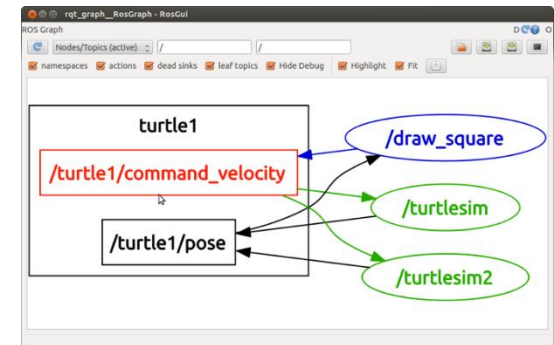 rqt_graph__RosGraph - RosGui
ROS Graph
D
O
Nodes/Topics (active)
/
/
namespaces
actions
dead sinks
leaf topics
Hide Debug
Highlight
Fit
turtle1
/turtle1/command_velocity
/turtle1/pose
/draw_square
/turtlesim
/turtlesim2